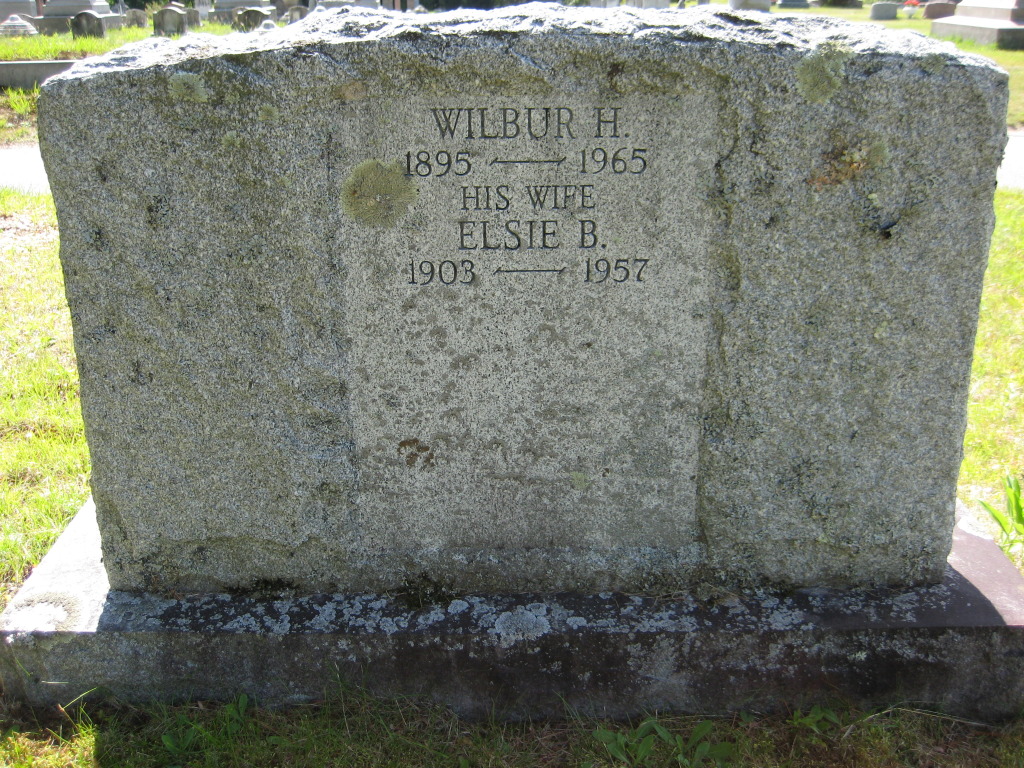 WILBUR H.
1895 — 1965
HIS WIFE
ELSIE B.
1903 — 1957